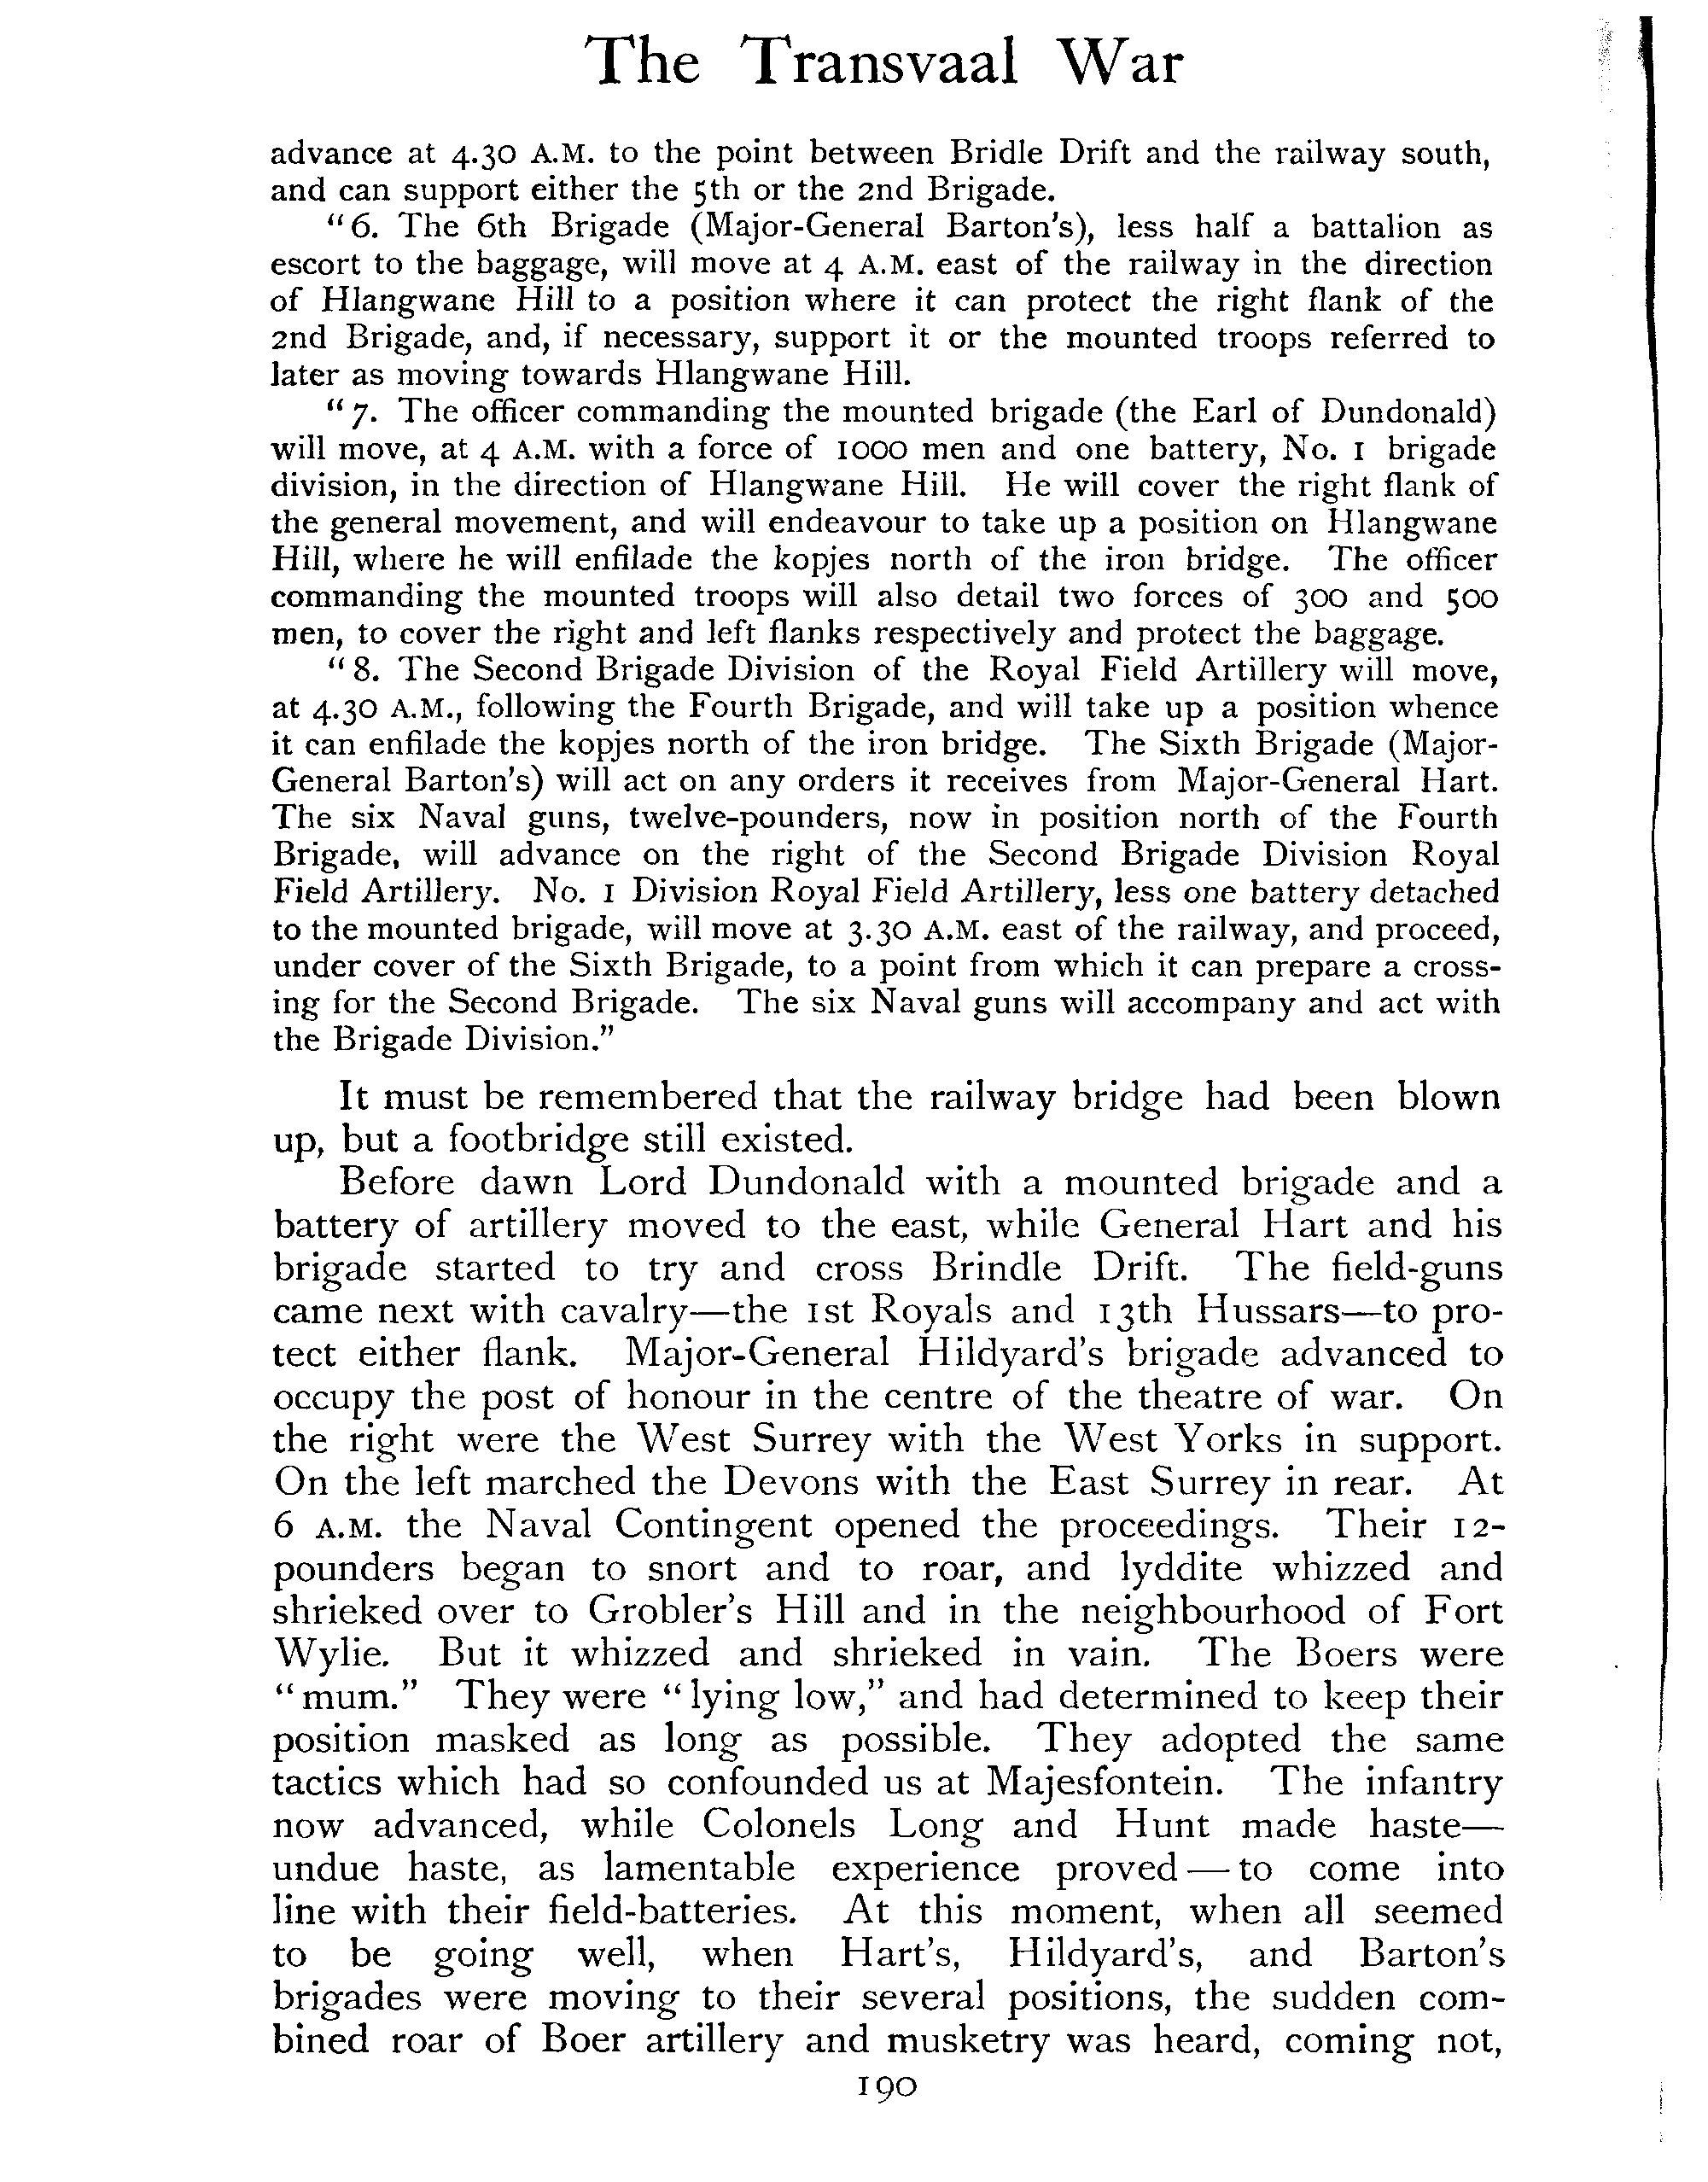 The Transvaal War
advance at 4.30 A.M. to the point between Bridle Drift and the railway south,
and can support either the 5th or the 2nd Brigade.
“6. The 6th Brigade (Major-General Barton’s), less half a battalion as
escort to the baggage, will move at 4 A.M. east of the railway in the direction
of Hlangwane Hill to a position where it can protect the right flank of the
2nd Brigade, and, if necessary, support it or the mounted troops referred to
later as moving towards Hlangwane Hill.
“7. The officer commanding the mounted brigade (the Earl of Dundonald)
will move, at 4 A.M. with a force of 1000 men and one battery, No. 1 brigade
division, in the direction of Hlangwane Hill. He will cover the right flank of
the general movement, and will endeavour to take up a position on Hlangwane
Hill, where he will enfilade the kopjes north of the iron bridge. The officer
commanding the mounted troops will also detail two forces of 300 and 500
men, to cover the right and left flanks respectively and protect the baggage.
“8. The Second Brigade Division of the Royal Field Artillery will move,
at 4.30 A.M., following the Fourth Brigade, and will take up a position whence
it can enfilade the kopjes north of the iron bridge. The Sixth Brigade (Major-
General Barton’s) will act on any orders it receives from Major-General Hart.
The six Naval guns, twelve-pounders, now in position north of the Fourth
Brigade, will advance on the right of the Second Brigade Division Royal
Field Artillery. No. 1 Division Royal Field Artillery, less one battery detached
to the mounted brigade, will move at 3.30 A.M. east of the railway, and proceed,
under cover of the Sixth Brigade, to a point from which it can prepare a cross-
ing for the Second Brigade. The six Naval guns will accompany and act with
the Brigade Division.”
It must be remembered that the railway bridge had been blown
up, but a footbridge still existed.
Before dawn Lord Dundonald with a mounted brigade and a
battery of artillery moved to the east, while General Hart and his
brigade started to try and cross Brindle Drift. The field-guns
came next with cavalry—the 1st Royals and 13th Hussars—to pro-
tect either flank. Major-General Hildyard’s brigade advanced to
occupy the post of honour in the centre of the theatre of war. On
the right were the West Surrey with the West Yorks in support.
On the left marched the Devons with the East Surrey in rear. At
6 A.M. the Naval Contingent opened the proceedings. Their 12-
pounders began to snort and to roar, and lyddite whizzed and
shrieked over to Grobler’s Hill and in the neighbourhood of Fort
Wylie. But it whizzed and shrieked in vain. The Boers were
“mum.” They were “lying low,” and had determined to keep their
position masked as long as possible. They adopted the same
tactics which had so confounded us at Majesfontein. The infantry
now advanced, while Colonels Long and Hunt made haste—
undue haste, as lamentable experience proved—to come into
line with their field-batteries. At this moment, when all seemed
to be going well, when Hart’s, Hildyard’s, and Barton’s
brigades were moving to their several positions, the sudden com-
bined roar of Boer artillery and musketry was heard, coming not,
190